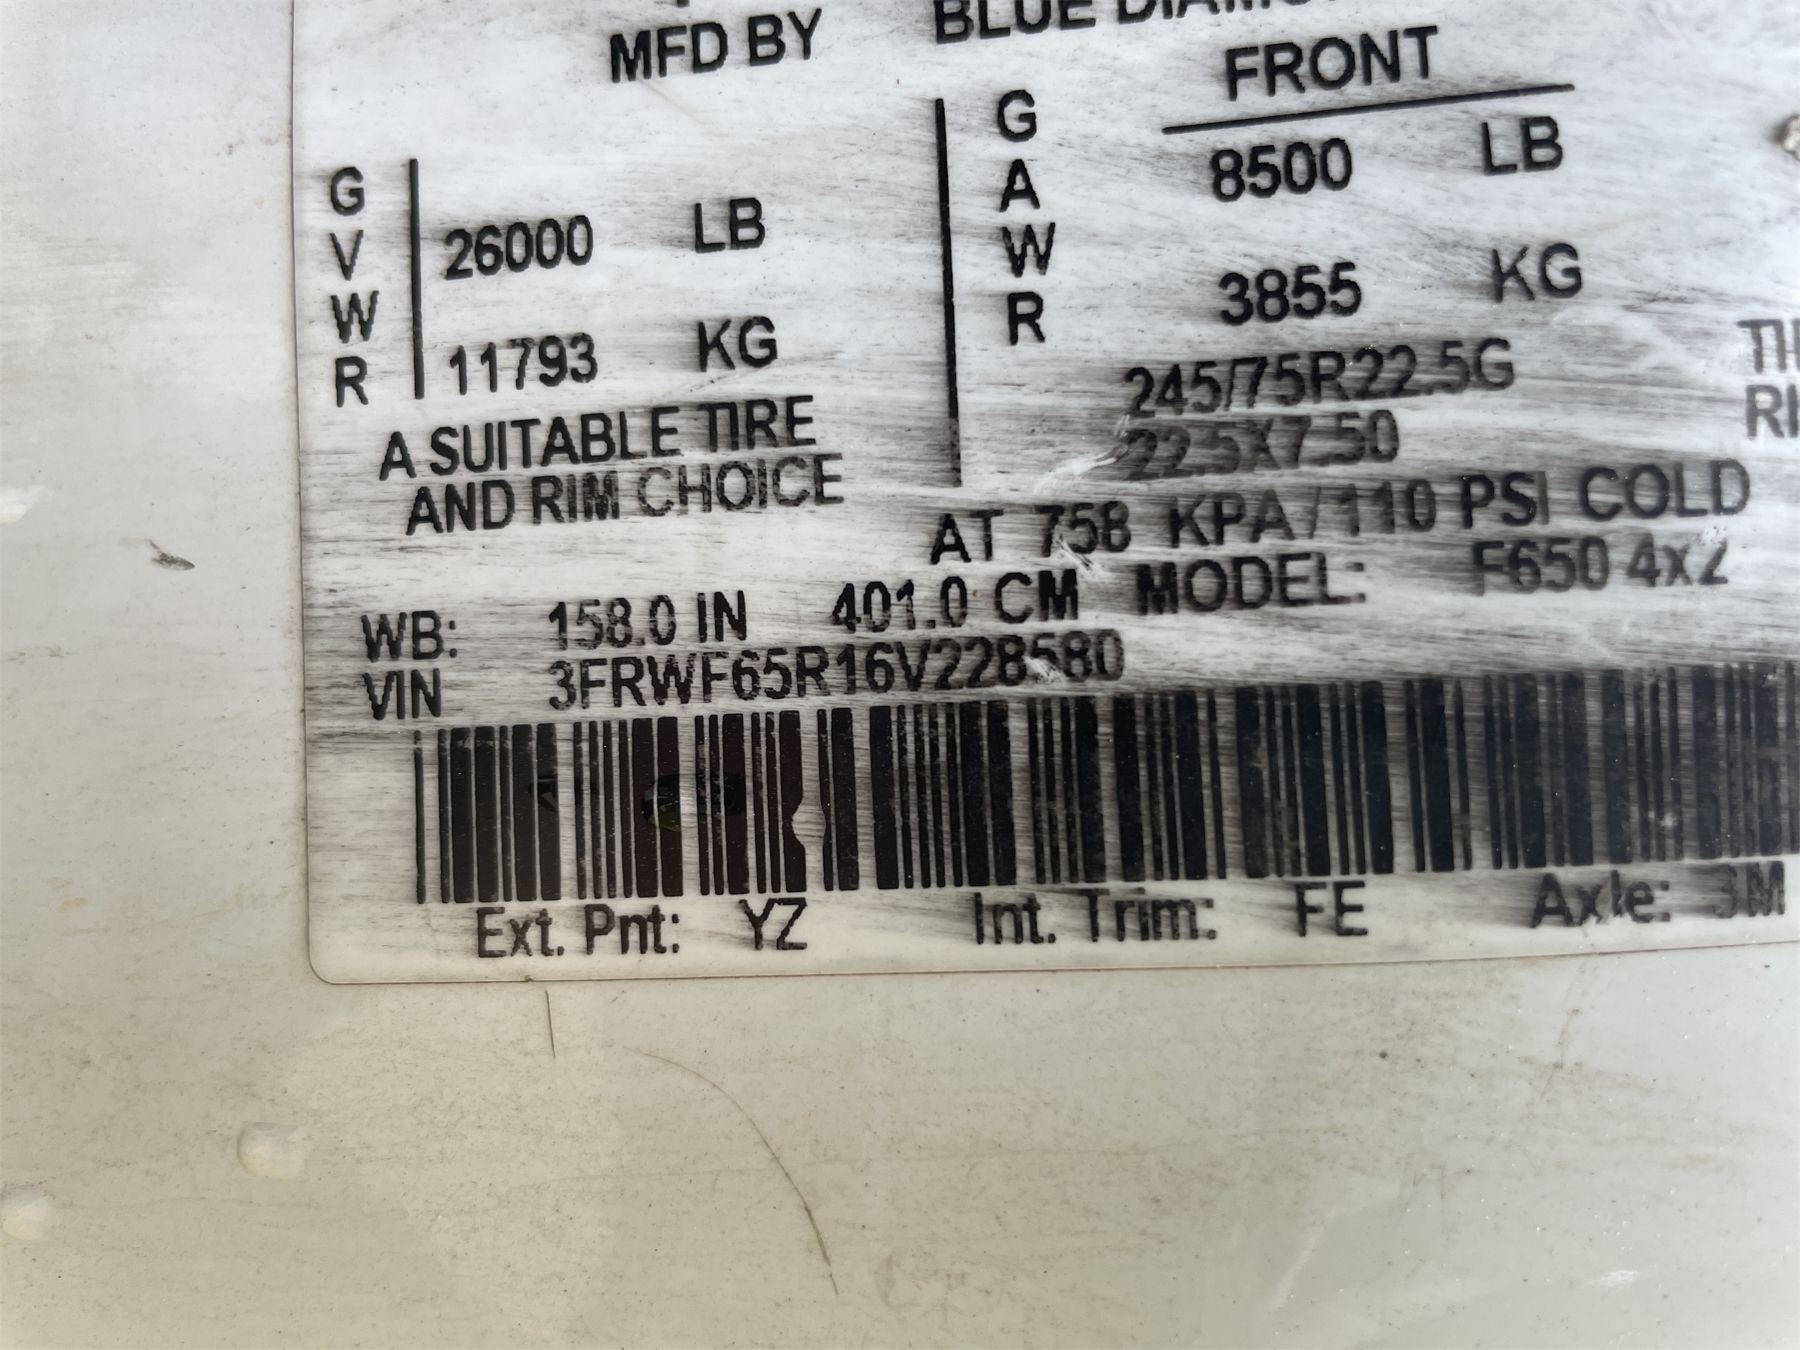 MFD BY BLUE DIAM
FRONT
GVWR 26000 LB
11793 KG
GAWR 8500 LB
3855 KG
A SUITABLE TIRE
AND RIM CHOICE
245/75R22.5G
22.5X7.50
AT 758 KPA / 110 PSI COLD
WB: 158.0 IN 401.0 CM MODEL: F650 4x2
VIN 3FRWF65R16V228580
Ext. Pnt: YZ Int. Trim: FE Axle: 3M